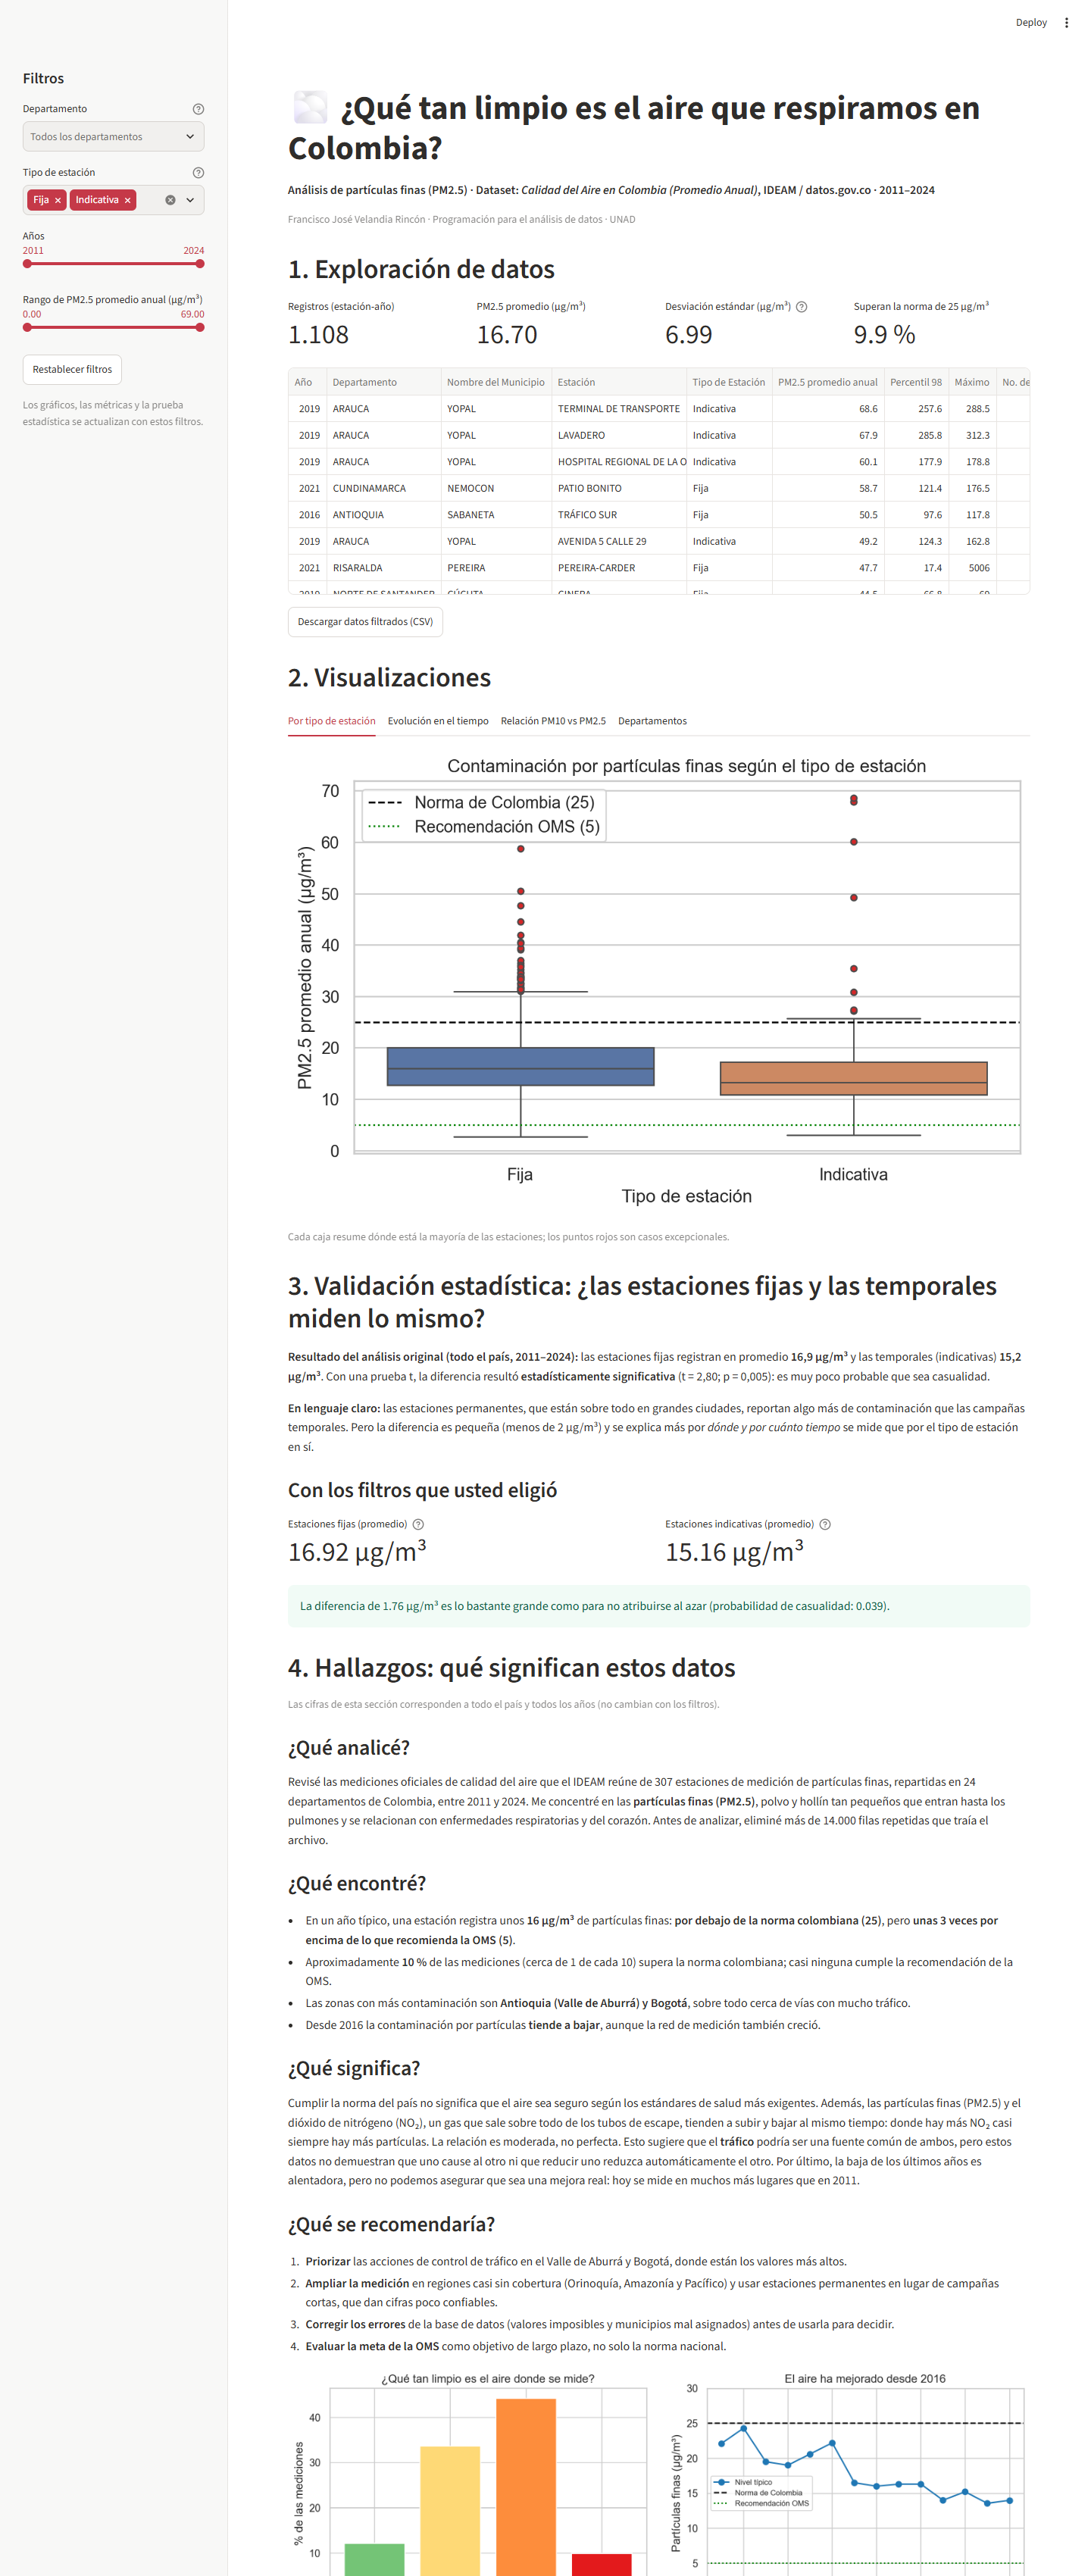 Deploy
Filtros
Departamento
Todos los departamentos
Tipo de estación
Fija
Indicativa
Años
2011 2024
Rango de PM2.5 promedio anual (µg/m³)
0.00 69.00
Restablecer filtros
Los gráficos, las métricas y la prueba
estadística se actualizan con estos filtros.
¿Qué tan limpio es el aire que respiramos en
Colombia?
Análisis de partículas finas (PM2.5) · Dataset: Calidad del Aire en Colombia (Promedio Anual), IDEAM / datos.gov.co · 2011–2024
Francisco José Velandia Rincón · Programación para el análisis de datos · UNAD
1. Exploración de datos
Registros (estación-año) PM2.5 promedio (µg/m³) Desviación estándar (µg/m³) Superan la norma de 25 µg/m³
1.108 16.70 6.99 9.9 %
Año Departamento Nombre del Municipio Estación Tipo de Estación PM2.5 promedio anual Percentil 98 Máximo No. de
2019 ARAUCA YOPAL TERMINAL DE TRANSPORTE Indicativa 68.6 257.6 288.5
2019 ARAUCA YOPAL LAVADERO Indicativa 67.9 285.8 312.3
2019 ARAUCA YOPAL HOSPITAL REGIONAL DE LA O Indicativa 60.1 177.9 178.8
2021 CUNDINAMARCA NEMOCON PATIO BONITO Fija 58.7 121.4 176.5
2016 ANTIOQUIA SABANETA TRÁFICO SUR Fija 50.5 97.6 117.8
2019 ARAUCA YOPAL AVENIDA 5 CALLE 29 Indicativa 49.2 124.3 162.8
2021 RISARALDA PEREIRA PEREIRA-CARDER Fija 47.7 17.4 5006
2019 NORTE DE SANTANDER CÚCUTA CINERA Fija 44.5 66.8 69
Descargar datos filtrados (CSV)
2. Visualizaciones
Por tipo de estación Evolución en el tiempo Relación PM10 vs PM2.5 Departamentos
Contaminación por partículas finas según el tipo de estación
Norma de Colombia (25)
Recomendación OMS (5)
PM2.5 promedio anual (µg/m³)
70
60
50
40
30
20
10
0
Fija Indicativa
Tipo de estación
Cada caja resume dónde está la mayoría de las estaciones; los puntos rojos son casos excepcionales.
3. Validación estadística: ¿las estaciones fijas y las temporales
miden lo mismo?
Resultado del análisis original (todo el país, 2011–2024): las estaciones fijas registran en promedio 16,9 µg/m³ y las temporales (indicativas) 15,2
µg/m³. Con una prueba t, la diferencia resultó estadísticamente significativa (t = 2,80; p = 0,005): es muy poco probable que sea casualidad.
En lenguaje claro: las estaciones permanentes, que están sobre todo en grandes ciudades, reportan algo más de contaminación que las campañas
temporales. Pero la diferencia es pequeña (menos de 2 µg/m³) y se explica más por dónde y por cuánto tiempo se mide que por el tipo de estación
en sí.
Con los filtros que usted eligió
Estaciones fijas (promedio) Estaciones indicativas (promedio)
16.92 µg/m³ 15.16 µg/m³
La diferencia de 1.76 µg/m³ es lo bastante grande como para no atribuirse al azar (probabilidad de casualidad: 0.039).
4. Hallazgos: qué significan estos datos
Las cifras de esta sección corresponden a todo el país y todos los años (no cambian con los filtros).
¿Qué analicé?
Revisé las mediciones oficiales de calidad del aire que el IDEAM reúne de 307 estaciones de medición de partículas finas, repartidas en 24
departamentos de Colombia, entre 2011 y 2024. Me concentré en las partículas finas (PM2.5), polvo y hollín tan pequeños que entran hasta los
pulmones y se relacionan con enfermedades respiratorias y del corazón. Antes de analizar, eliminé más de 14.000 filas repetidas que traía el
archivo.
¿Qué encontré?
• En un año típico, una estación registra unos 16 µg/m³ de partículas finas: por debajo de la norma colombiana (25), pero unas 3 veces por
encima de lo que recomienda la OMS (5).
• Aproximadamente 10 % de las mediciones (cerca de 1 de cada 10) supera la norma colombiana; casi ninguna cumple la recomendación de la
OMS.
• Las zonas con más contaminación son Antioquia (Valle de Aburrá) y Bogotá, sobre todo cerca de vías con mucho tráfico.
• Desde 2016 la contaminación por partículas tiende a bajar, aunque la red de medición también creció.
¿Qué significa?
Cumplir la norma del país no significa que el aire sea seguro según los estándares de salud más exigentes. Además, las partículas finas (PM2.5) y el
dióxido de nitrógeno (NO₂), un gas que sale sobre todo de los tubos de escape, tienden a subir y bajar al mismo tiempo: donde hay más NO₂ casi
siempre hay más partículas. La relación es moderada, no perfecta. Esto sugiere que el tráfico podría ser una fuente común de ambos, pero estos
datos no demuestran que uno cause al otro ni que reducir uno reduzca automáticamente el otro. Por último, la baja de los últimos años es
alentadora, pero no podemos asegurar que sea una mejora real: hoy se mide en muchos más lugares que en 2011.
¿Qué se recomendaría?
1. Priorizar las acciones de control de tráfico en el Valle de Aburrá y Bogotá, donde están los valores más altos.
2. Ampliar la medición en regiones casi sin cobertura (Orinoquía, Amazonía y Pacífico) y usar estaciones permanentes en lugar de campañas
cortas, que dan cifras poco confiables.
3. Corregir los errores de la base de datos (valores imposibles y municipios mal asignados) antes de usarla para decidir.
4. Evaluar la meta de la OMS como objetivo de largo plazo, no solo la norma nacional.
¿Qué tan limpio es el aire donde se mide?
% de las mediciones
40
30
20
10
El aire ha mejorado desde 2016
Partículas finas (µg/m³)
30
25
20
15
10
5
Nivel típico
Norma de Colombia
Recomendación OMS